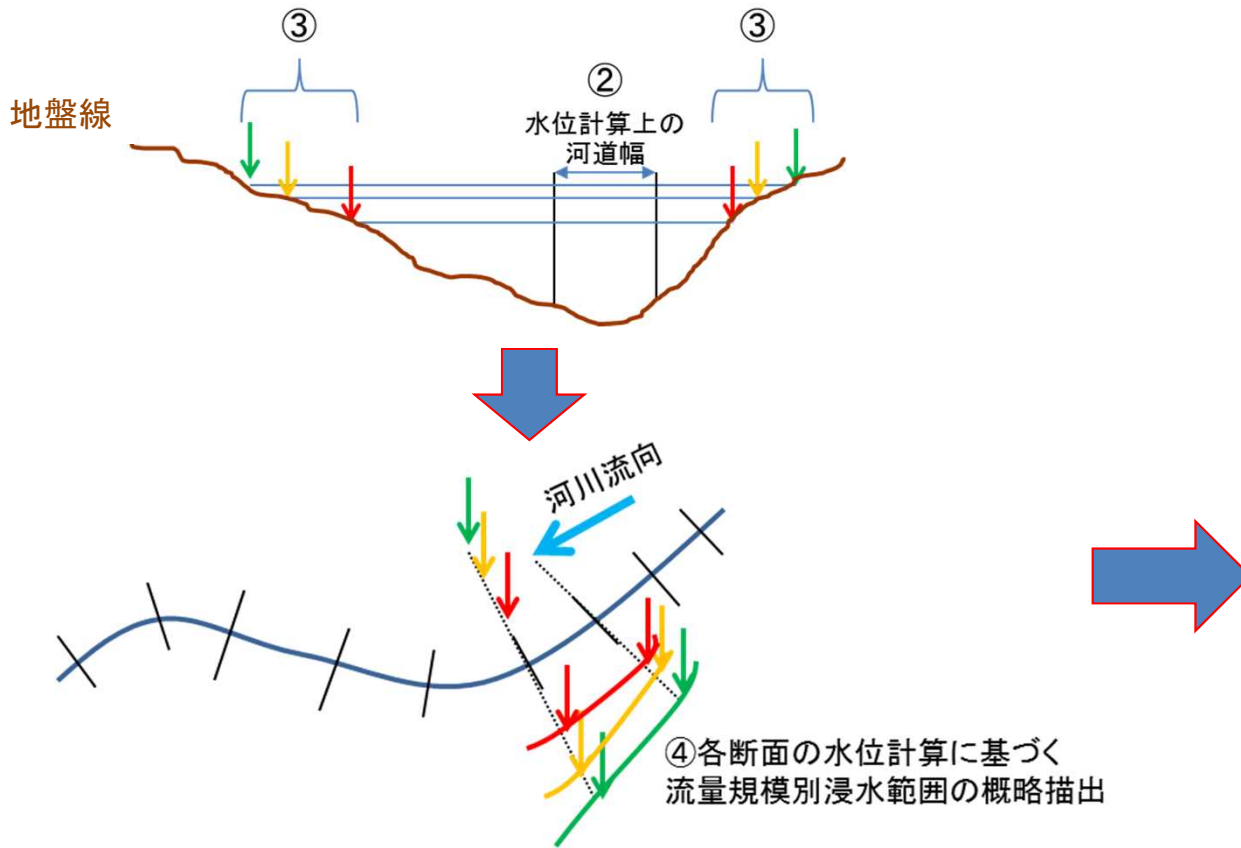 ③
③
②
水位計算上の
河道幅
地盤線
河川流向
④各断面の水位計算に基づく
流量規模別浸水範囲の概略描出